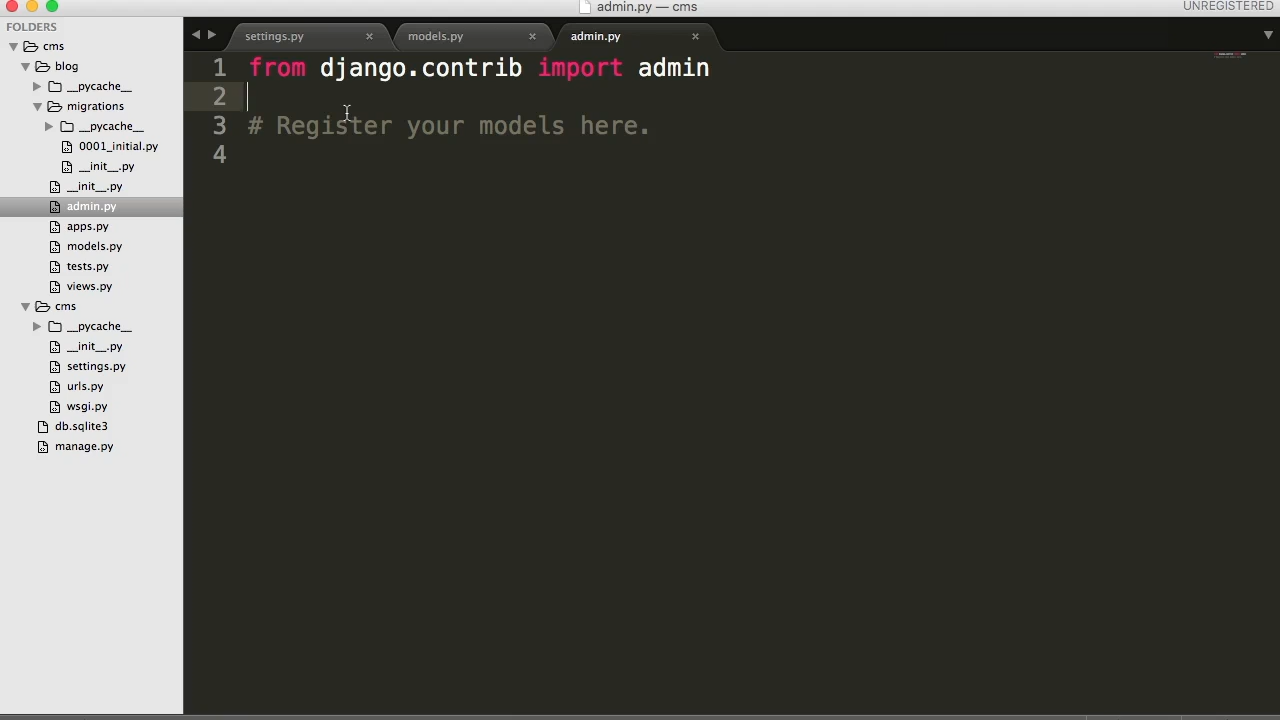 admin.py — cms
UNREGISTERED
FOLDERS
cms
blog
__pycache__
migrations
__pycache__
0001_initial.py
__init__.py
__init__.py
admin.py
apps.py
models.py
tests.py
views.py
cms
__pycache__
__init__.py
settings.py
urls.py
wsgi.py
db.sqlite3
manage.py
settings.py
models.py
admin.py
1 from django.contrib import admin
2
3 # Register your models here.
4